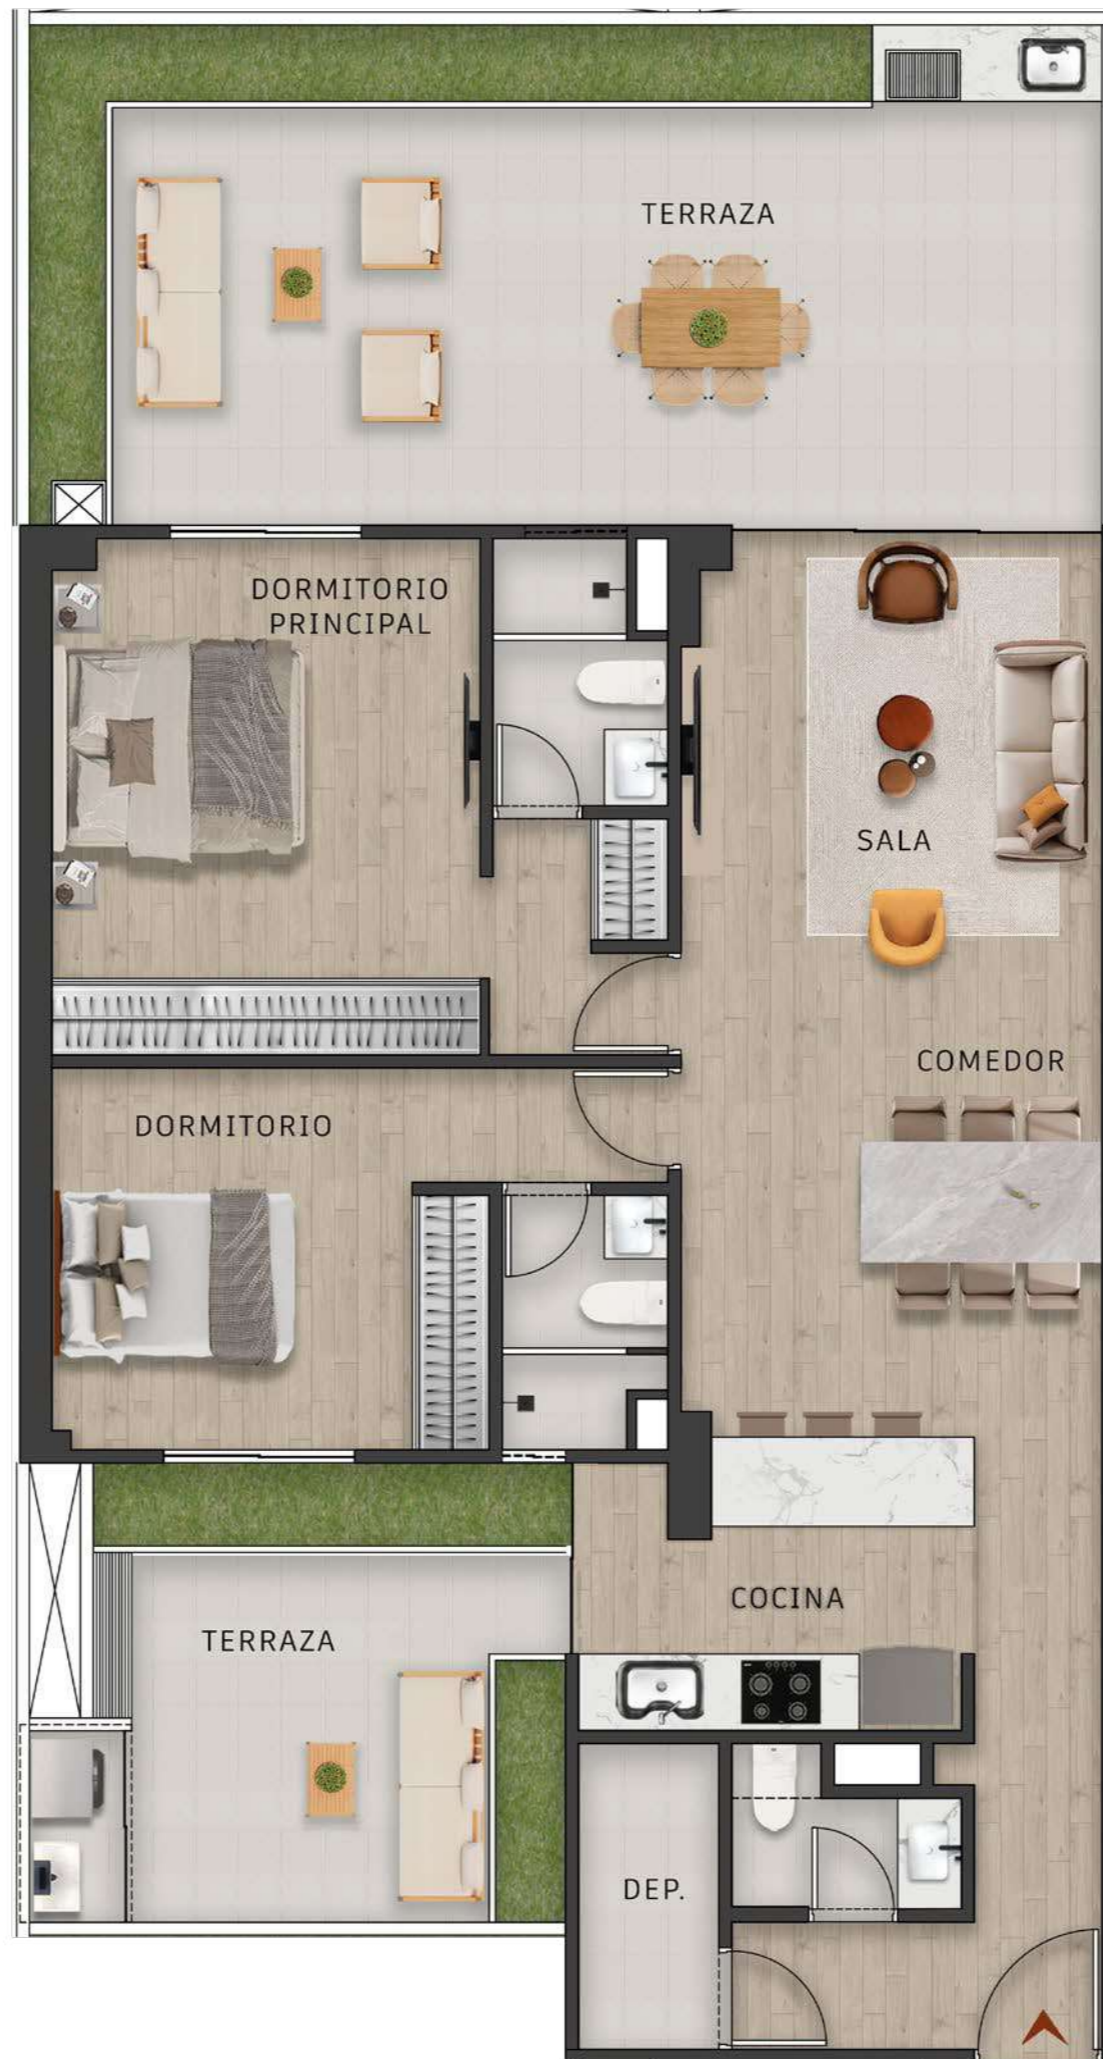 TERRAZA
DORMITORIO
PRINCIPAL
SALA
COMEDOR
DORMITORIO
COCINA
TERRAZA
DEP.